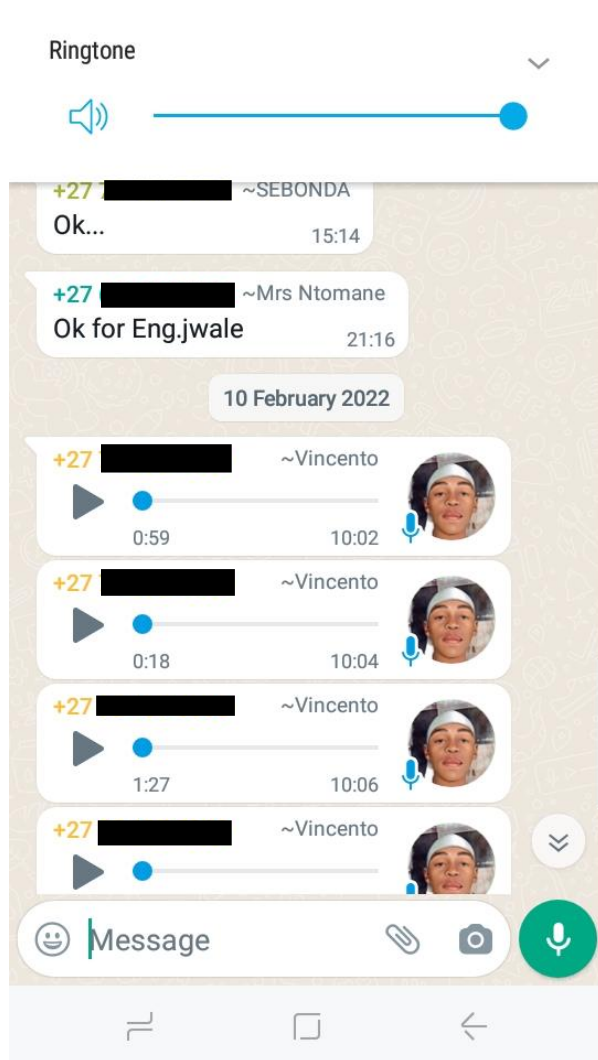 Ringtone
+27 ~SEBONDA
Ok...
15:14
+27 ~Mrs Ntomane
Ok for Eng.jwale
21:16
10 February 2022
+27 ~Vincento
0:59 10:02
+27 ~Vincento
0:18 10:04
+27 ~Vincento
1:27 10:06
+27 ~Vincento
Message